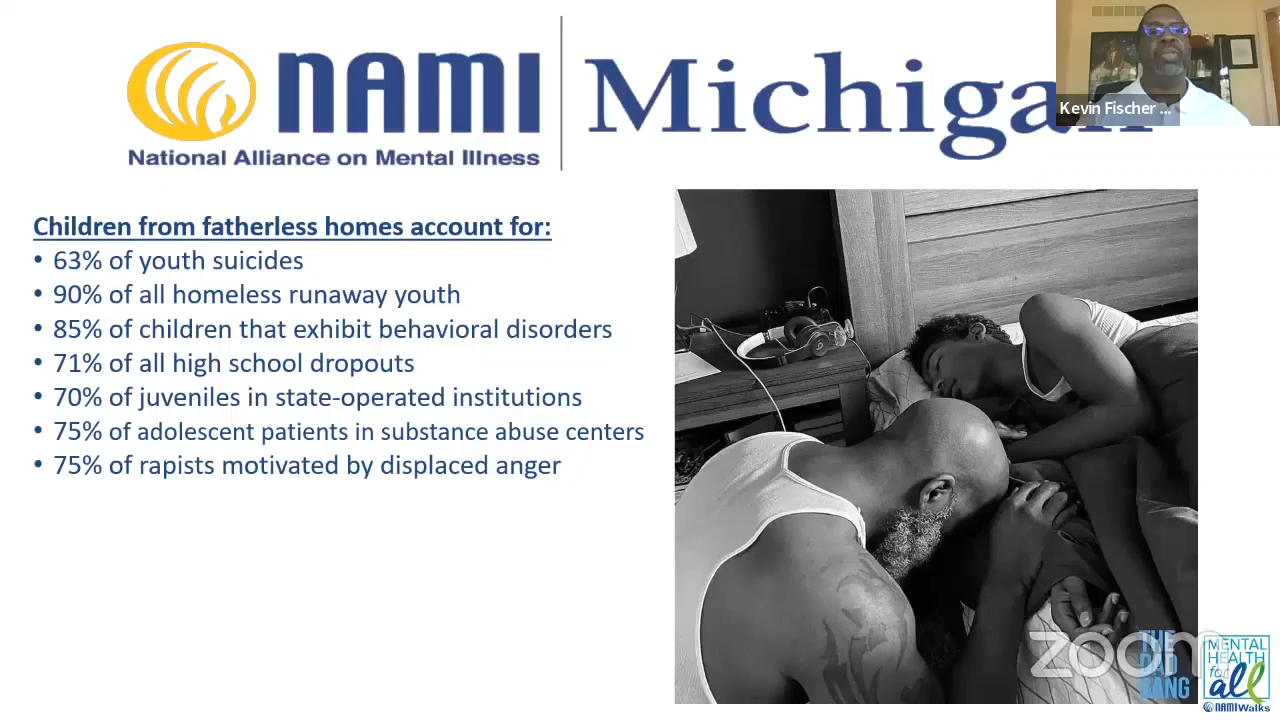 NAMI
Michigan
National Alliance on Mental Illness
Kevin Fischer ...
Children from fatherless homes account for:
• 63% of youth suicides
• 90% of all homeless runaway youth
• 85% of children that exhibit behavioral disorders
• 71% of all high school dropouts
• 70% of juveniles in state-operated institutions
• 75% of adolescent patients in substance abuse centers
• 75% of rapists motivated by displaced anger
zoom
THE
DAD
GANG
MENTAL
HEALTH
for
all
NAMIWalks